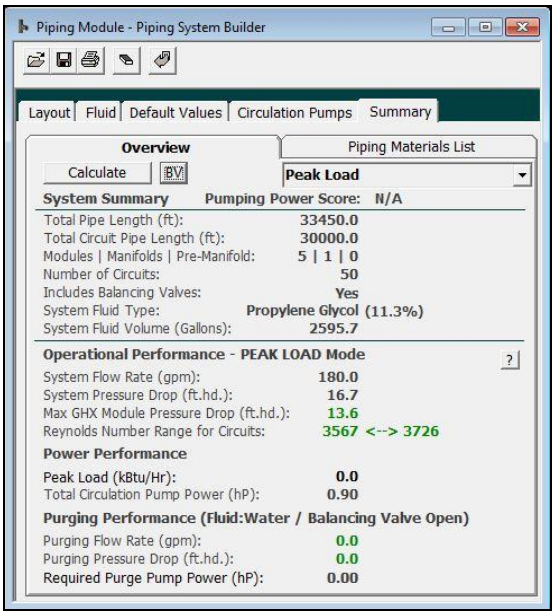 Piping Module - Piping System Builder
Layout Fluid Default Values Circulation Pumps Summary
Overview Piping Materials List
Calculate BV Peak Load
System Summary Pumping Power Score: N/A
Total Pipe Length (ft): 33450.0
Total Circuit Pipe Length (ft): 30000.0
Modules | Manifolds | Pre-Manifold: 5 | 1 | 0
Number of Circuits: 50
Includes Balancing Valves: Yes
System Fluid Type: Propylene Glycol (11.3%)
System Fluid Volume (Gallons): 2595.7
Operational Performance - PEAK LOAD Mode ?
System Flow Rate (gpm): 180.0
System Pressure Drop (ft.hd.): 16.7
Max GHX Module Pressure Drop (ft.hd.): 13.6
Reynolds Number Range for Circuits: 3567 <--> 3726
Power Performance
Peak Load (kBtu/Hr): 0.0
Total Circulation Pump Power (hP): 0.90
Purging Performance (Fluid:Water / Balancing Valve Open)
Purging Flow Rate (gpm): 0.0
Purging Pressure Drop (ft.hd.): 0.0
Required Purge Pump Power (hP): 0.00